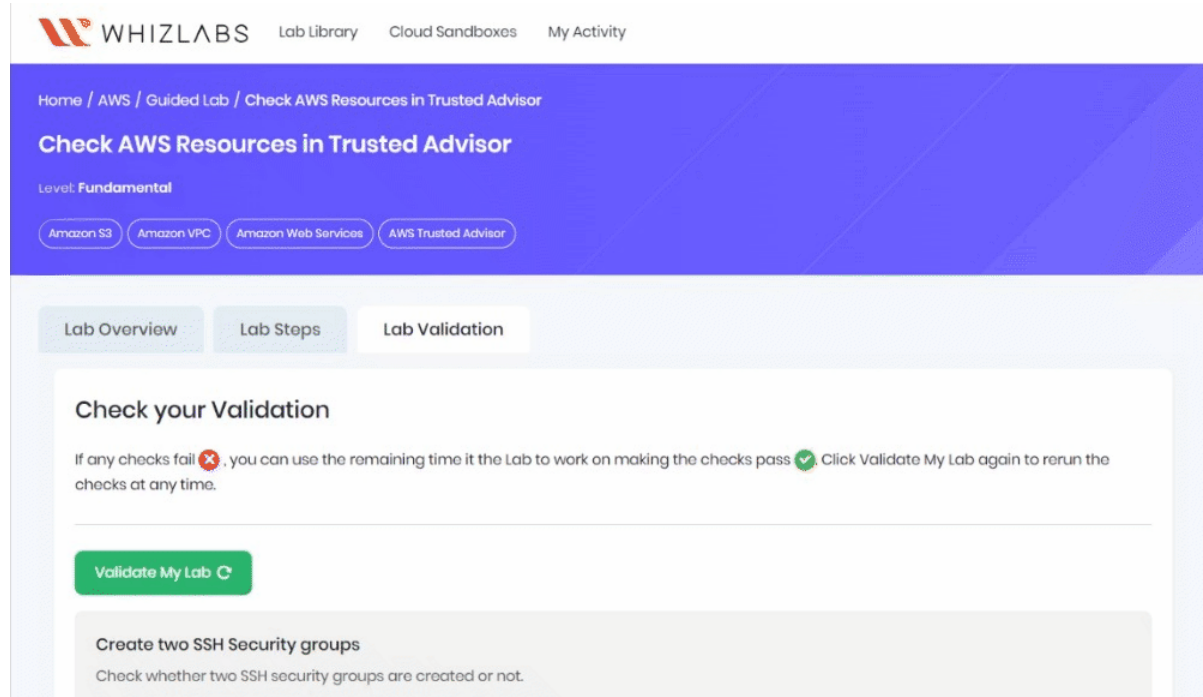 WHIZLABS Lab Library Cloud Sandboxes My Activity
Home / AWS / Guided Lab / Check AWS Resources in Trusted Advisor
Check AWS Resources in Trusted Advisor
Level: Fundamental
Amazon S3 Amazon VPC Amazon Web Services AWS Trusted Advisor
Lab Overview Lab Steps Lab Validation
Check your Validation
If any checks fail , you can use the remaining time it the Lab to work on making the checks pass . Click Validate My Lab again to rerun the
checks at any time.
Validate My Lab
Create two SSH Security groups
Check whether two SSH security groups are created or not.